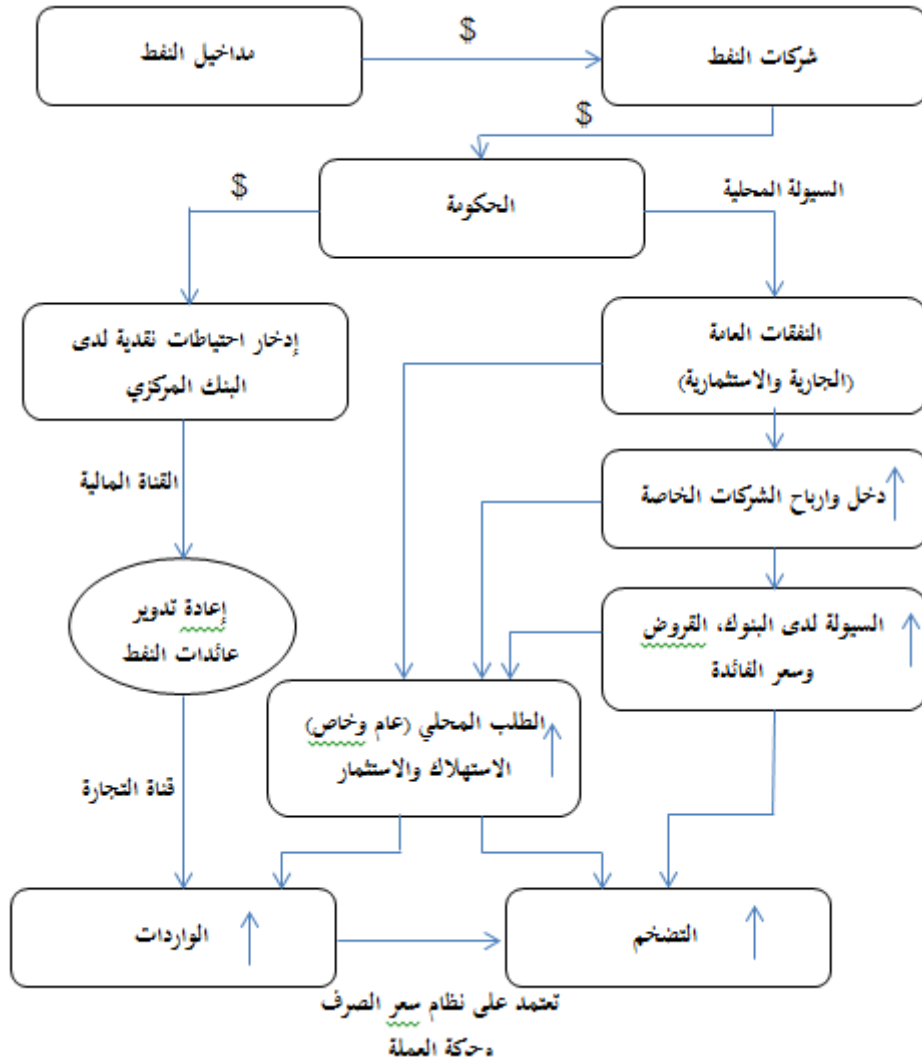 مداخيل النفط
$
شركات النفط
$
الحكومة
$
السيولة المحلية
إدخار احتياطات نقدية لدى
البنك المركزي
النفقات العامة
(الجارية والاستثمارية)
القناة المالية
دخل وارباح الشركات الخاصة
إعادة تدوير
عائدات النفط
السيولة لدى البنوك، القروض
وسعر الفائدة
الطلب المحلي (عام وخاص)
الاستهلاك والاستثمار
قناة التجارة
الواردات
التضخم
تعتمد على نظام سعر الصرف
وحركة العملة